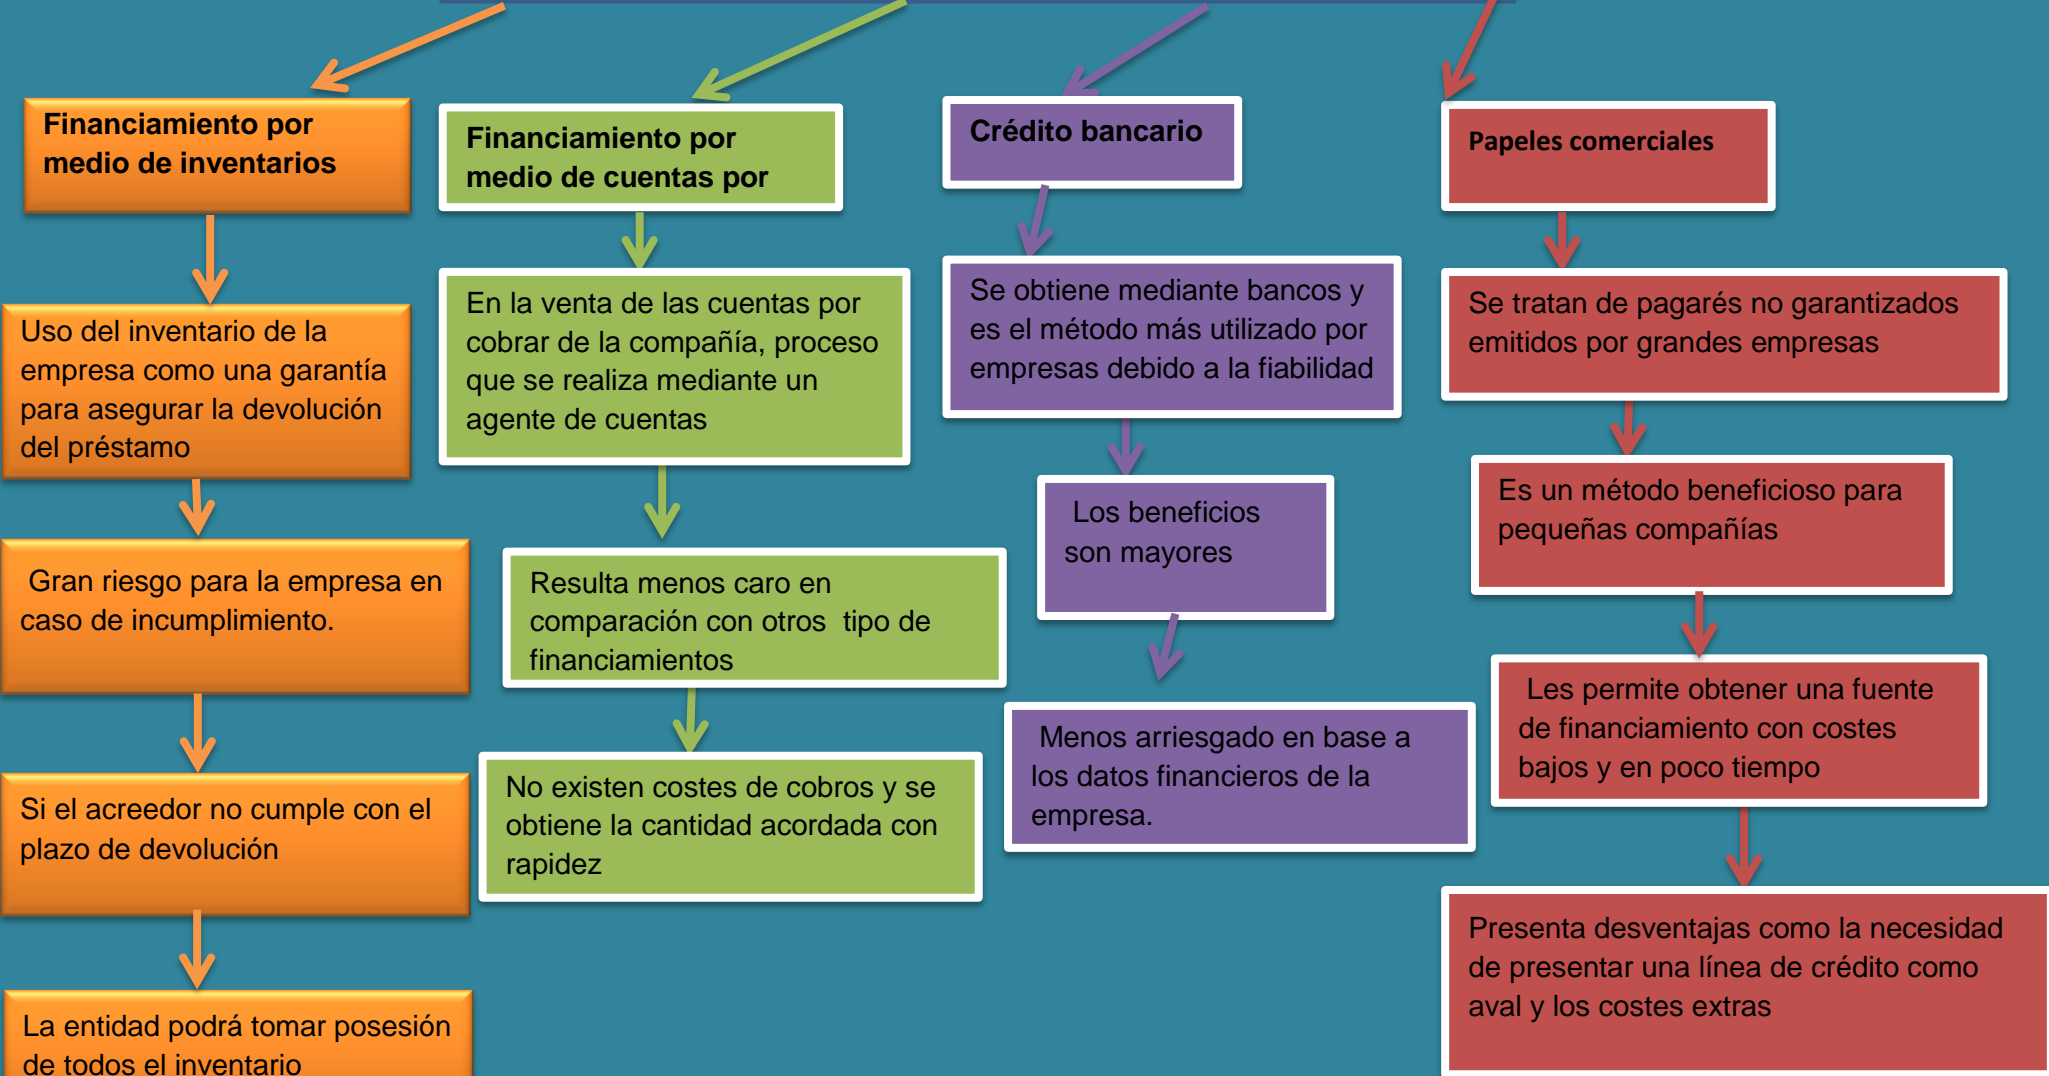 Financiamiento por
medio de inventarios
Uso del inventario de la
empresa como una garantía
para asegurar la devolución
del préstamo
Gran riesgo para la empresa en
caso de incumplimiento.
Si el acreedor no cumple con el
plazo de devolución
La entidad podrá tomar posesión
de todos el inventario
Financiamiento por
medio de cuentas por
En la venta de las cuentas por
cobrar de la compañía, proceso
que se realiza mediante un
agente de cuentas
Resulta menos caro en
comparación con otros  tipo de
financiamientos
No existen costes de cobros y se
obtiene la cantidad acordada con
rapidez
Crédito bancario
Se obtiene mediante bancos y
es el método más utilizado por
empresas debido a la fiabilidad
Los beneficios
son mayores
Menos arriesgado en base a
los datos financieros de la
empresa.
Papeles comerciales
Se tratan de pagarés no garantizados
emitidos por grandes empresas
Es un método beneficioso para
pequeñas compañías
Les permite obtener una fuente
de financiamiento con costes
bajos y en poco tiempo
Presenta desventajas como la necesidad
de presentar una línea de crédito como
aval y los costes extras